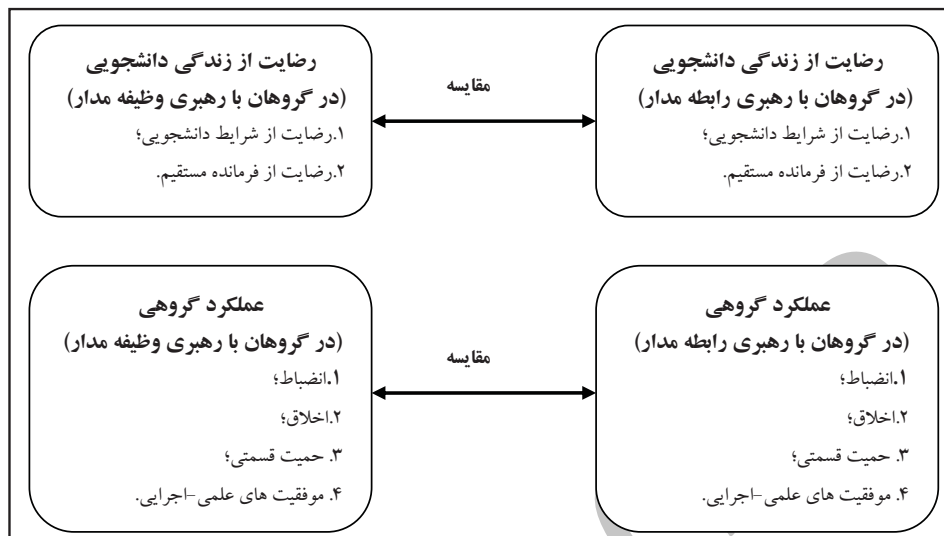 رضایت از زندگی دانشجویی
(در گروهان با رهبری رابطه مدار)
۱.رضایت از شرایط دانشجویی؛
۲.رضایت از فرمانده مستقیم.
مقایسه
رضایت از زندگی دانشجویی
(در گروهان با رهبری وظیفه مدار)
۱.رضایت از شرایط دانشجویی؛
۲.رضایت از فرمانده مستقیم.
عملکرد گروهی
(در گروهان با رهبری رابطه مدار)
۱.انضباط؛
۲.اخلاق؛
۳. حمیت قسمتی؛
۴. موفقیت های علمی-اجرایی.
مقایسه
عملکرد گروهی
(در گروهان با رهبری وظیفه مدار)
۱.انضباط؛
۲.اخلاق؛
۳. حمیت قسمتی؛
۴. موفقیت های علمی-اجرایی.